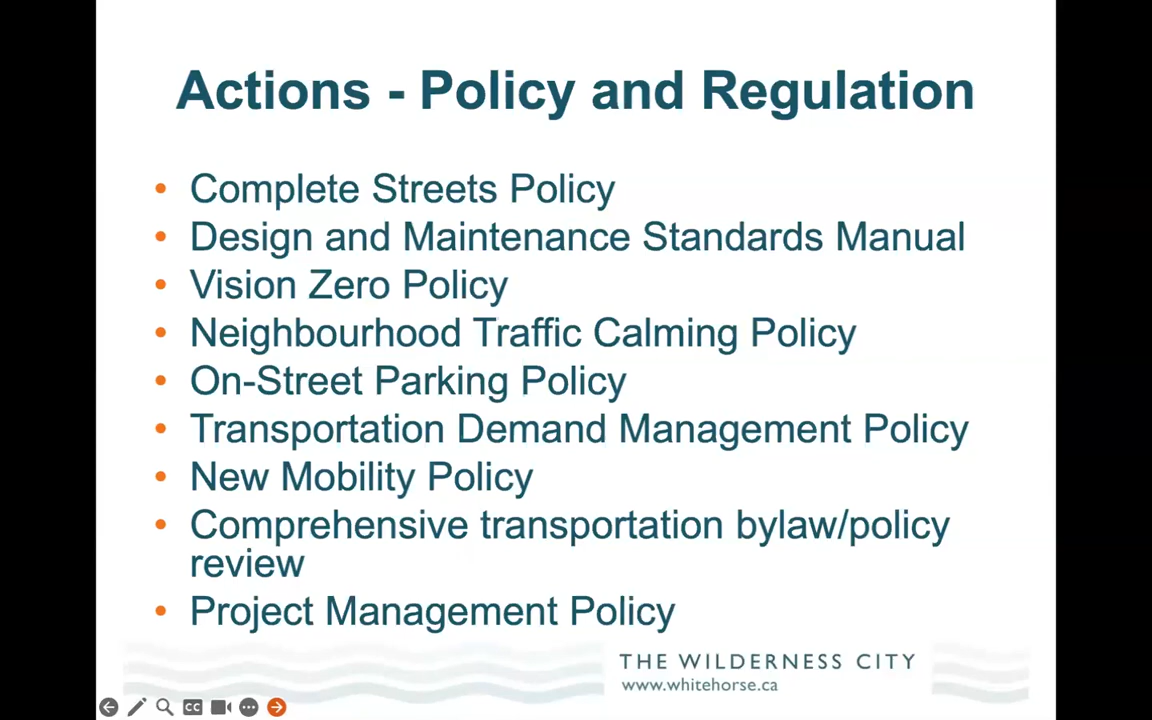 Actions - Policy and Regulation
• Complete Streets Policy
• Design and Maintenance Standards Manual
• Vision Zero Policy
• Neighbourhood Traffic Calming Policy
• On-Street Parking Policy
• Transportation Demand Management Policy
• New Mobility Policy
• Comprehensive transportation bylaw/policy
review
• Project Management Policy
THE WILDERNESS CITY
www.whitehorse.ca
CC